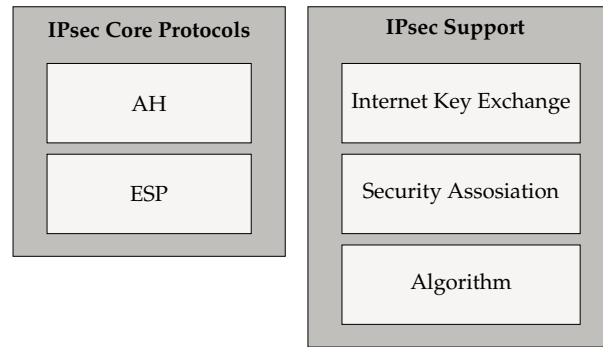 IPsec Core Protocols
AH
ESP
IPsec Support
Internet Key Exchange
Security Assosiation
Algorithm